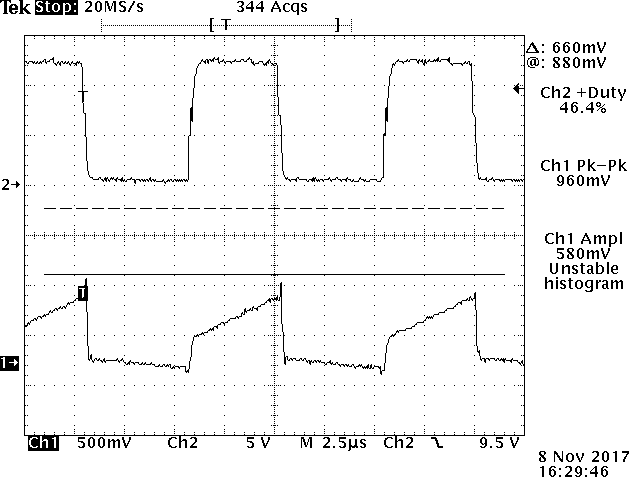 Tek Stop: 20MS/s 344 Acqs
[ T ]
Δ: 660mV
@: 880mV
Ch2 +Duty
46.4%
T
2→
Ch1 Pk-Pk
960mV
Ch1 Ampl
580mV
Unstable
histogram
T
1→
Ch1 500mV Ch2 5 V M 2.5µs Ch2 9.5 V
8 Nov 2017
16:29:46